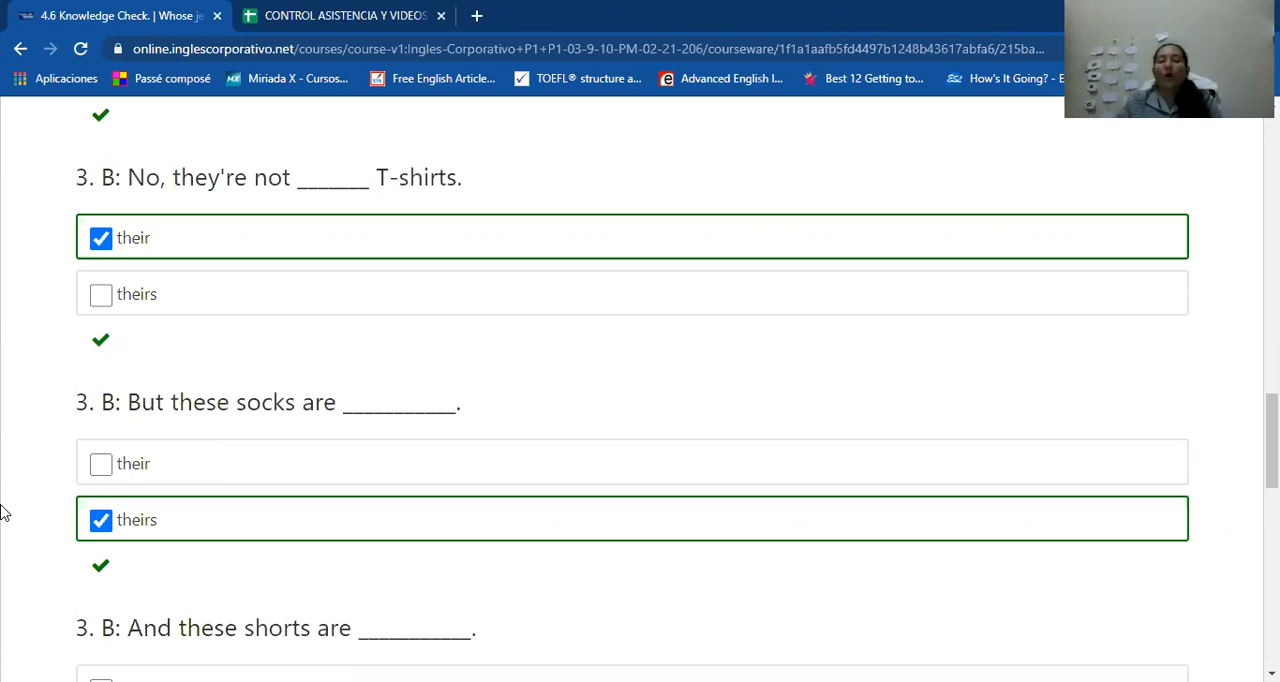 4.6 Knowledge Check. | Whose je
CONTROL ASISTENCIA Y VIDEOS
online.inglescorporativo.net/courses/course-v1:Ingles-Corporativo+P1+P1-03-9-10-PM-02-21-206/courseware/1f1a1aafb5fd4497b1248b43617abfa6/215ba...
Aplicaciones
Passé composé
Miriada X - Cursos...
Free English Article...
TOEFL® structure a...
Advanced English l...
Best 12 Getting to...
How's It Going? - E
3. B: No, they're not _______ T-shirts.
their
theirs
3. B: But these socks are ___________.
their
theirs
3. B: And these shorts are ___________.